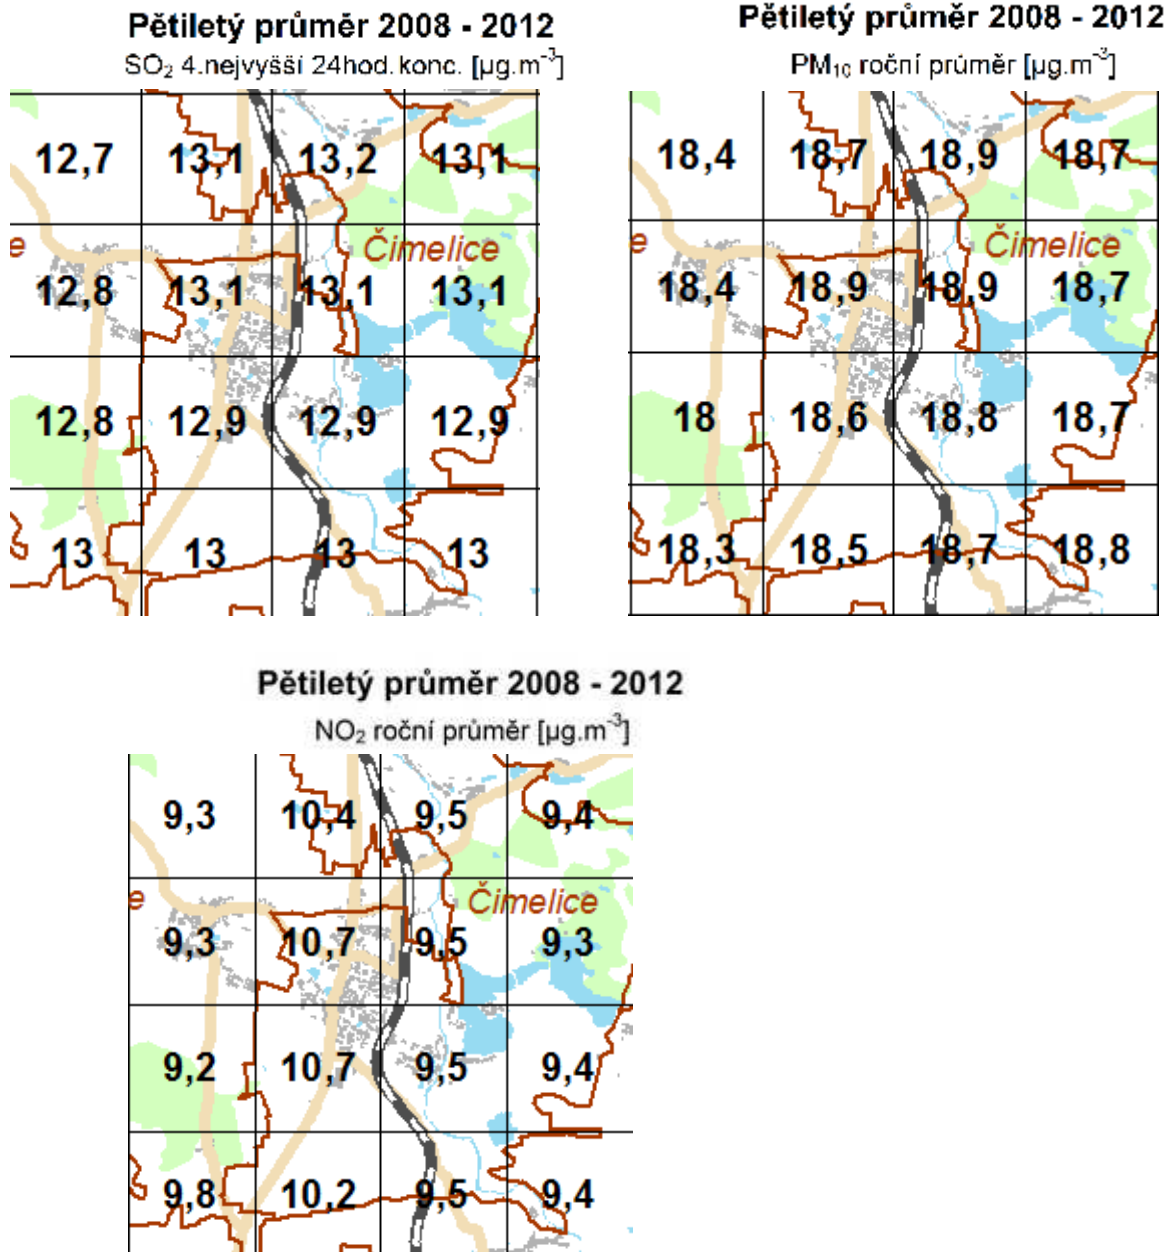 Pětiletý průměr 2008 - 2012
SO₂ 4.nejvyšší 24hod. konc. [µg.m⁻³]
12,7 13,1 13,2 13,1
e Čimelice
12,8 13,1 13,1 13,1
12,8 12,9 12,9 12,9
13 13 13 13
Pětiletý průměr 2008 - 2012
PM₁₀ roční průměr [µg.m⁻³]
18,4 18,7 18,9 18,7
e Čimelice
18,4 18,9 18,9 18,7
18 18,6 18,8 18,7
18,3 18,5 18,7 18,8
Pětiletý průměr 2008 - 2012
NO₂ roční průměr [µg.m⁻³]
9,3 10,4 9,5 9,4
e Čimelice
9,3 10,7 9,5 9,3
9,2 10,7 9,5 9,4
9,8 10,2 9,5 9,4